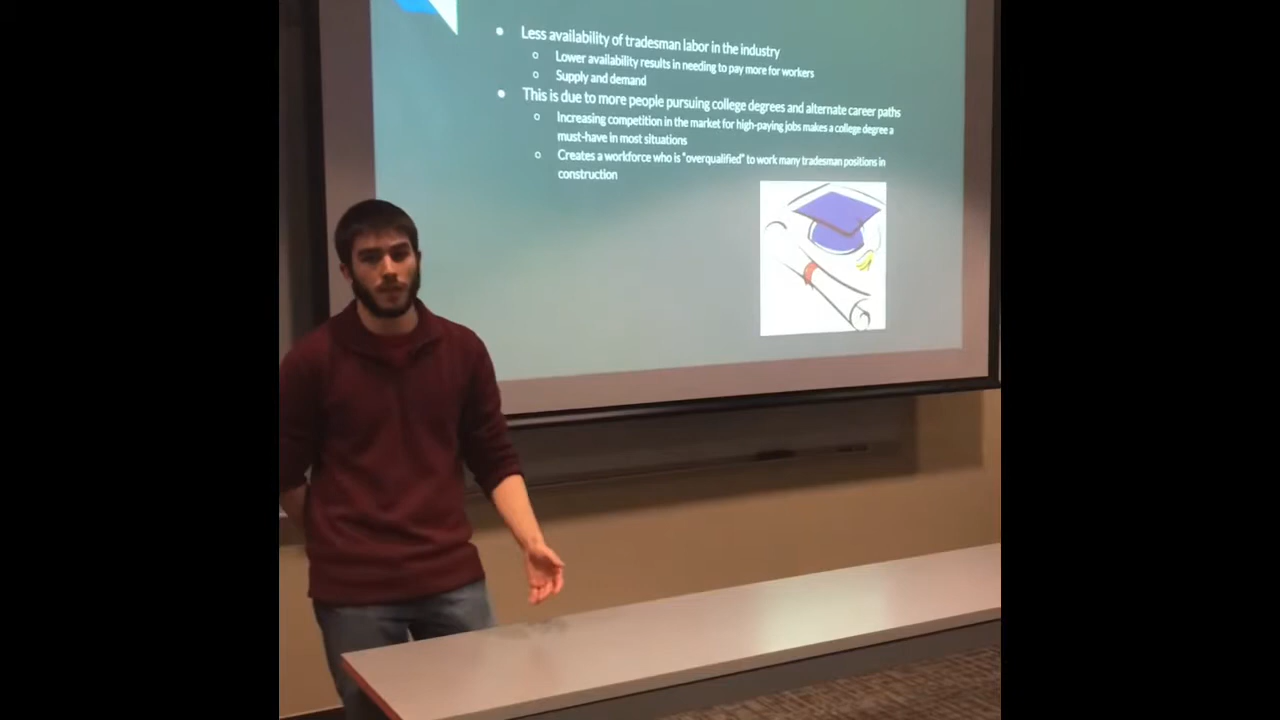 Less availability of tradesman labor in the industry
Lower availability results in needing to pay more for workers
Supply and demand
This is due to more people pursuing college degrees and alternate career paths
Increasing competition in the market for high-paying jobs makes a college degree a
must-have in most situations
Creates a workforce who is "overqualified" to work many tradesman positions in
construction